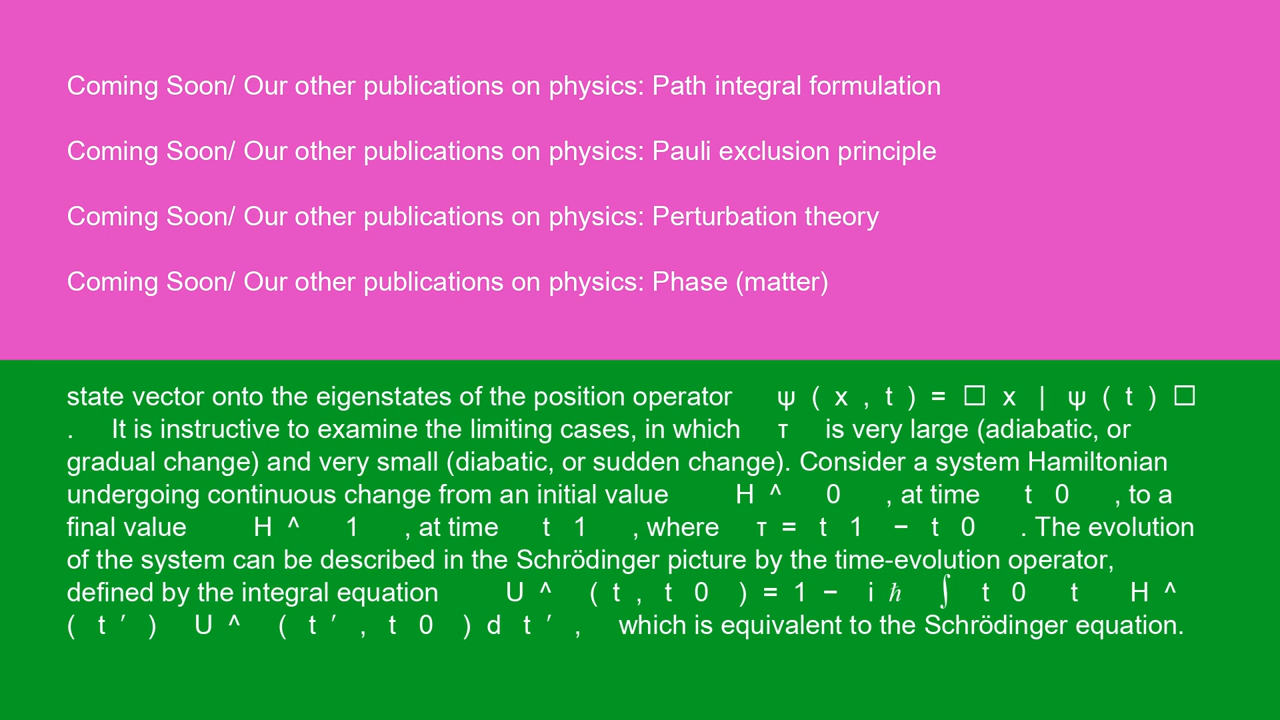 Coming Soon/ Our other publications on physics: Path integral formulation
Coming Soon/ Our other publications on physics: Pauli exclusion principle
Coming Soon/ Our other publications on physics: Perturbation theory
Coming Soon/ Our other publications on physics: Phase (matter)
state vector onto the eigenstates of the position operator ψ ( x , t ) = □ x | ψ ( t ) □
. It is instructive to examine the limiting cases, in which τ is very large (adiabatic, or
gradual change) and very small (diabatic, or sudden change). Consider a system Hamiltonian
undergoing continuous change from an initial value H ^ 0 , at time t 0 , to a
final value H ^ 1 , at time t 1 , where τ = t 1 − t 0 . The evolution
of the system can be described in the Schrödinger picture by the time-evolution operator,
defined by the integral equation U ^ ( t , t 0 ) = 1 − i ℏ ∫ t 0 t H ^
( t ′ ) U ^ ( t ′ , t 0 ) d t ′ , which is equivalent to the Schrödinger equation.